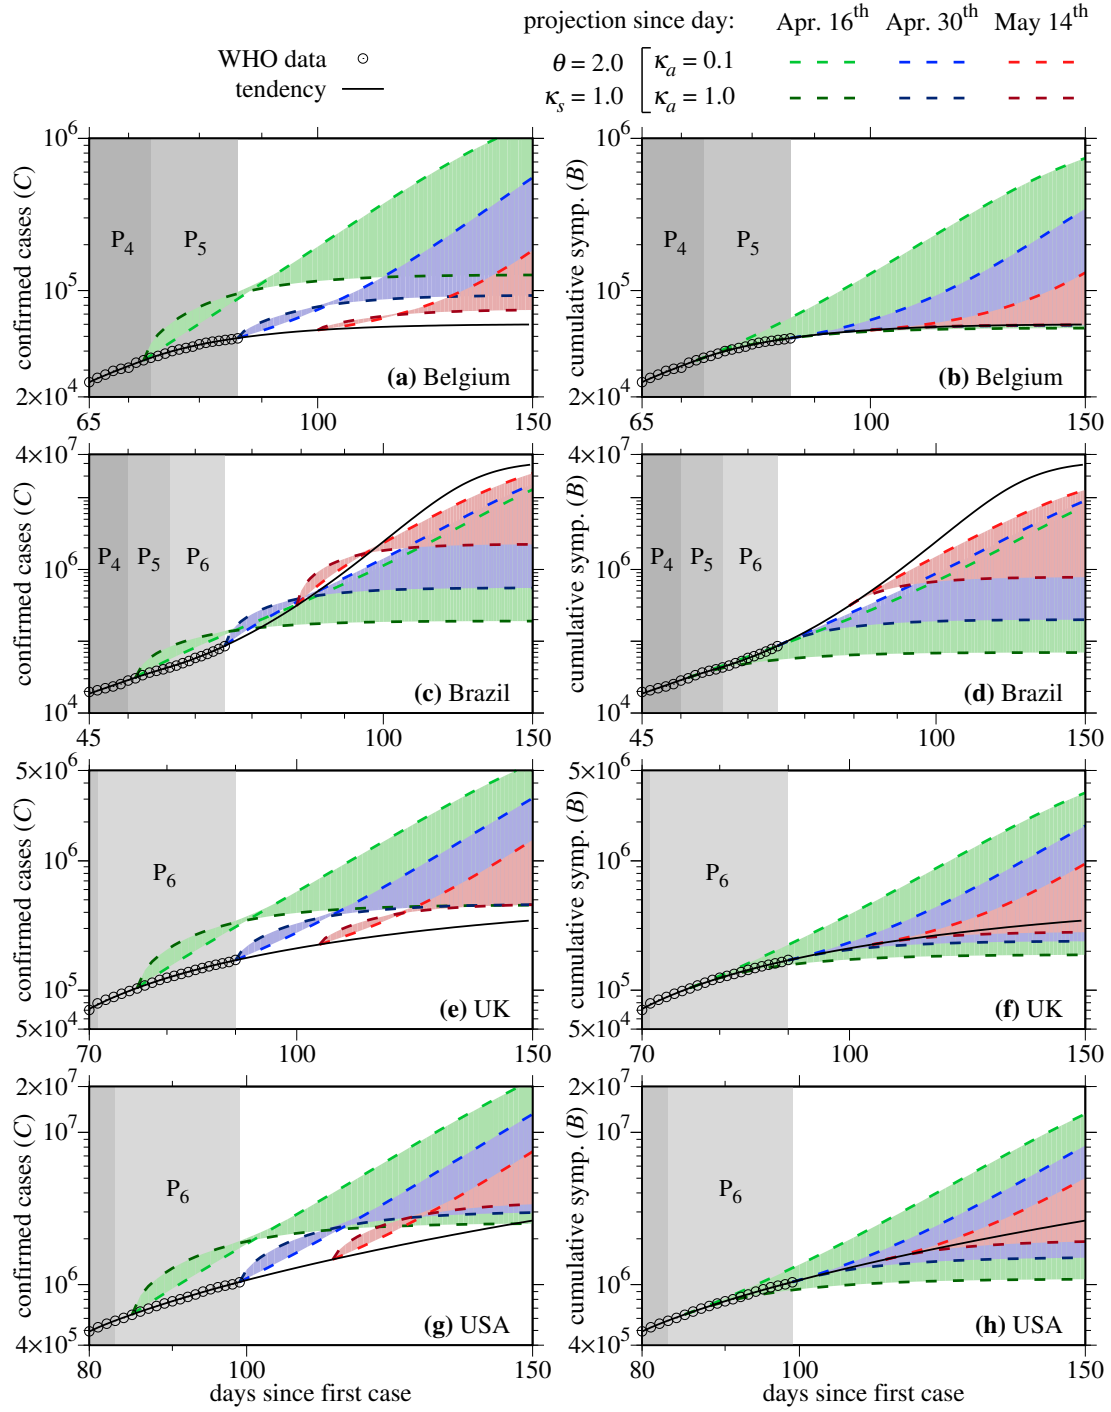 projection since day: Apr. 16th Apr. 30th May 14th
WHO data θ = 2.0 κa = 0.1
tendency κs = 1.0 κa = 1.0
confirmed cases (C)
10^6
10^5
2×10^4
P4 P5
(a) Belgium
65 100 150
cumulative symp. (B)
10^6
10^5
2×10^4
P4 P5
(b) Belgium
65 100 150
confirmed cases (C)
4×10^7
10^6
10^4
P4 P5 P6
(c) Brazil
45 100 150
cumulative symp. (B)
4×10^7
10^6
10^4
P4 P5 P6
(d) Brazil
45 100 150
confirmed cases (C)
5×10^6
10^6
10^5
5×10^4
P6
(e) UK
70 100 150
cumulative symp. (B)
5×10^6
10^6
10^5
5×10^4
P6
(f) UK
70 100 150
confirmed cases (C)
2×10^7
10^7
10^6
4×10^5
P6
(g) USA
80 100 150
days since first case
cumulative symp. (B)
2×10^7
10^7
10^6
4×10^5
P6
(h) USA
80 100 150
days since first case